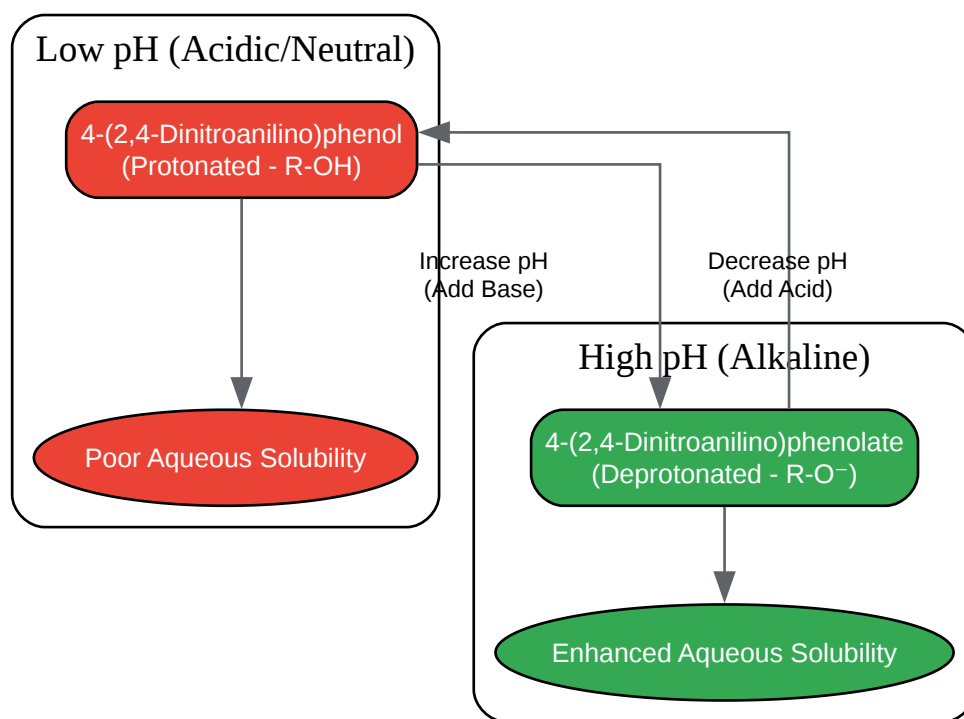 Low pH (Acidic/Neutral)
4-(2,4-Dinitroanilino)phenol
(Protonated - R-OH)
Increase pH
(Add Base)
Decrease pH
(Add Acid)
High pH (Alkaline)
Poor Aqueous Solubility
4-(2,4-Dinitroanilino)phenolate
(Deprotonated - R-O⁻)
Enhanced Aqueous Solubility